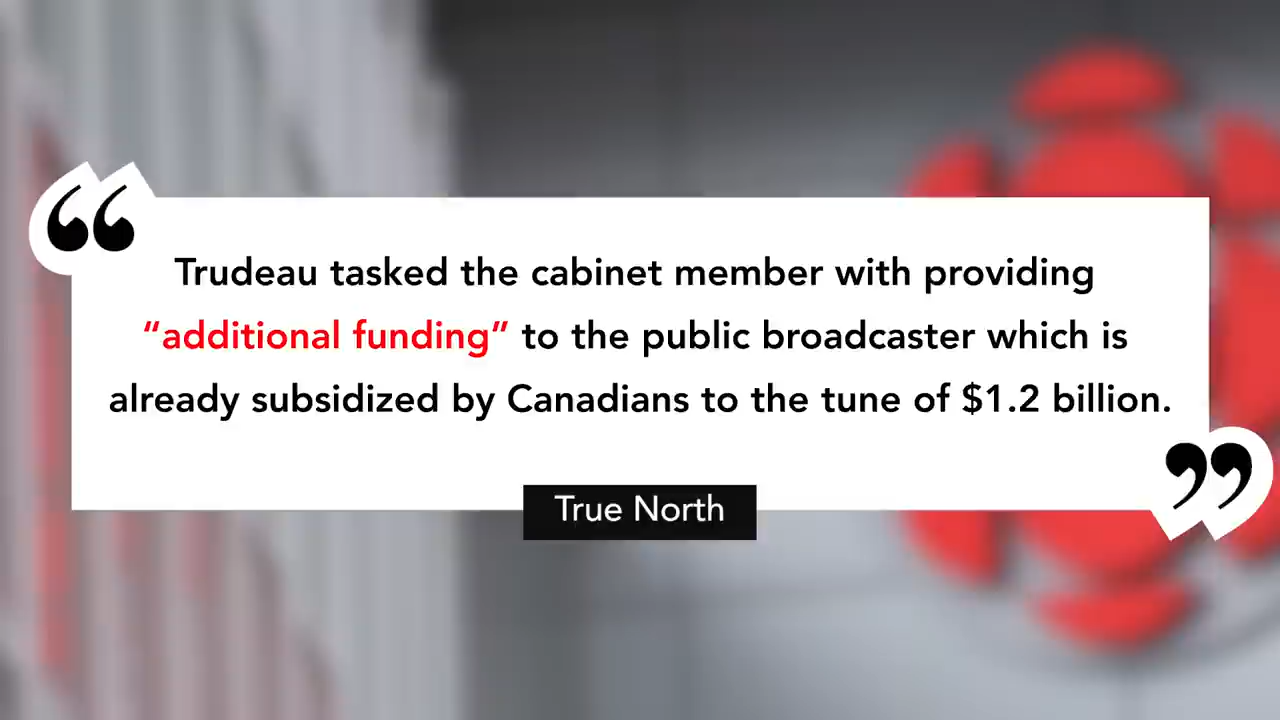 “
Trudeau tasked the cabinet member with providing
“additional funding” to the public broadcaster which is
already subsidized by Canadians to the tune of $1.2 billion.
”
True North